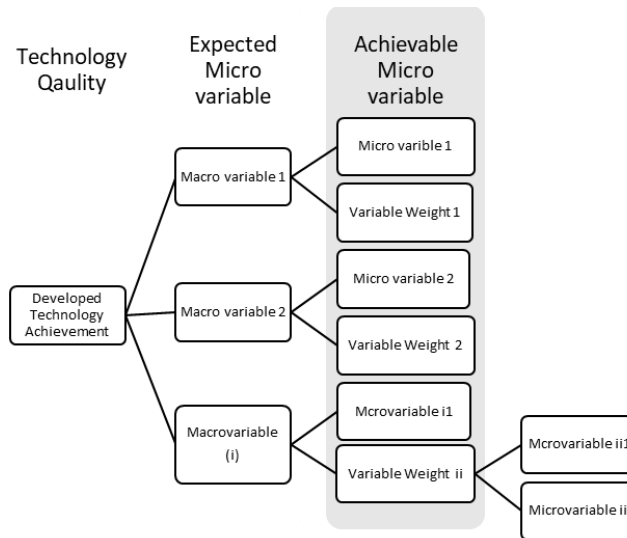 Technology
Qaulity
Expected
Micro
variable
Achievable
Micro
variable
Developed
Technology
Achievement
Macro variable 1
Macro variable 2
Macrovariable
(i)
Micro varible 1
Variable Weight 1
Micro variable 2
Variable Weight 2
Mcrovariable i1
Variable Weight ii
Mcrovariable ii1
Microvariable ii